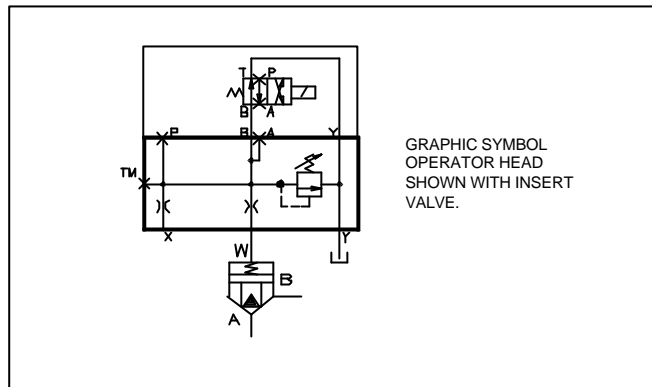 T P
B A
P B A Y
GRAPHIC SYMBOL
OPERATOR HEAD
SHOWN WITH INSERT
VALVE.
TM
X Y
W
B
A